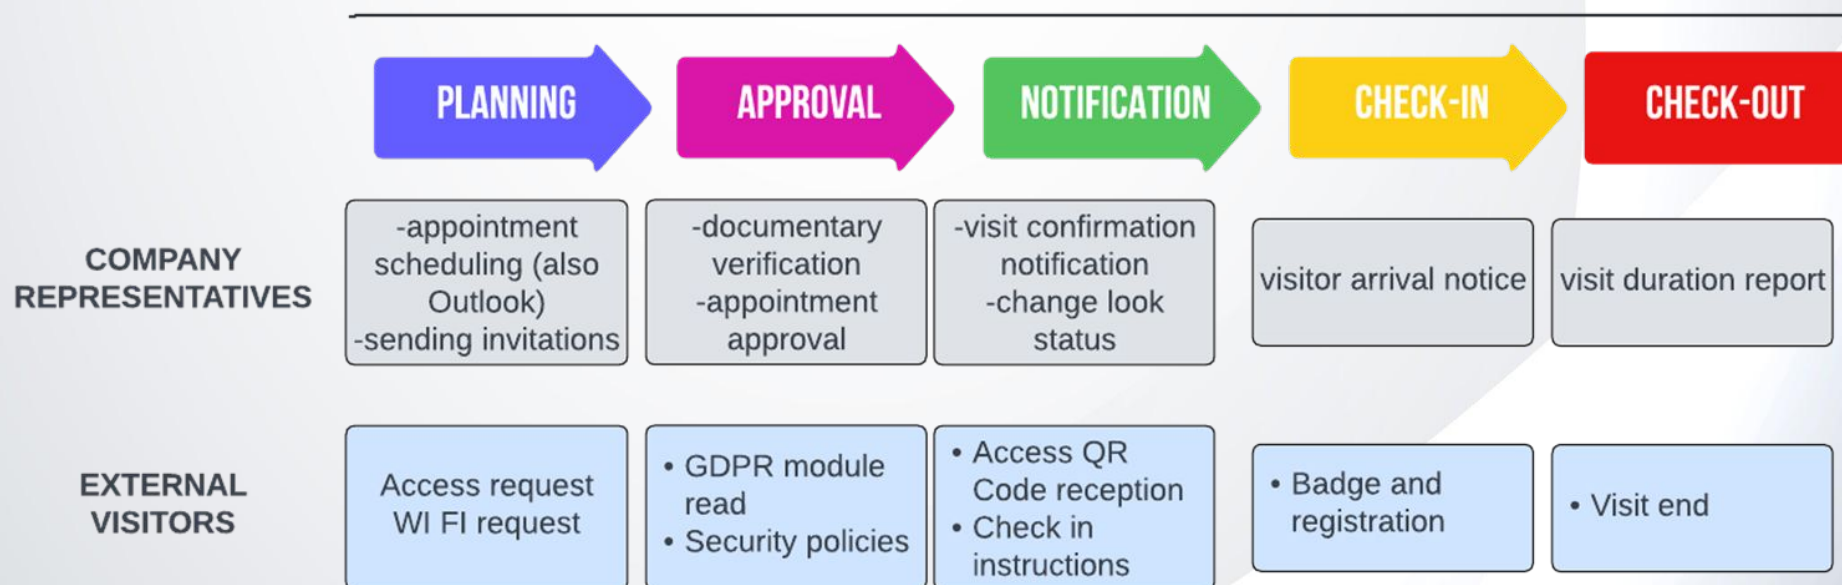 PLANNING
APPROVAL
NOTIFICATION
CHECK-IN
CHECK-OUT
COMPANY
REPRESENTATIVES
-appointment
scheduling (also
Outlook)
-sending invitations
-documentary
verification
-appointment
approval
-visit confirmation
notification
-change look
status
visitor arrival notice
visit duration report
EXTERNAL
VISITORS
Access request
WI FI request
• GDPR module
read
• Security policies
• Access QR
Code reception
• Check in
instructions
• Badge and
registration
• Visit end